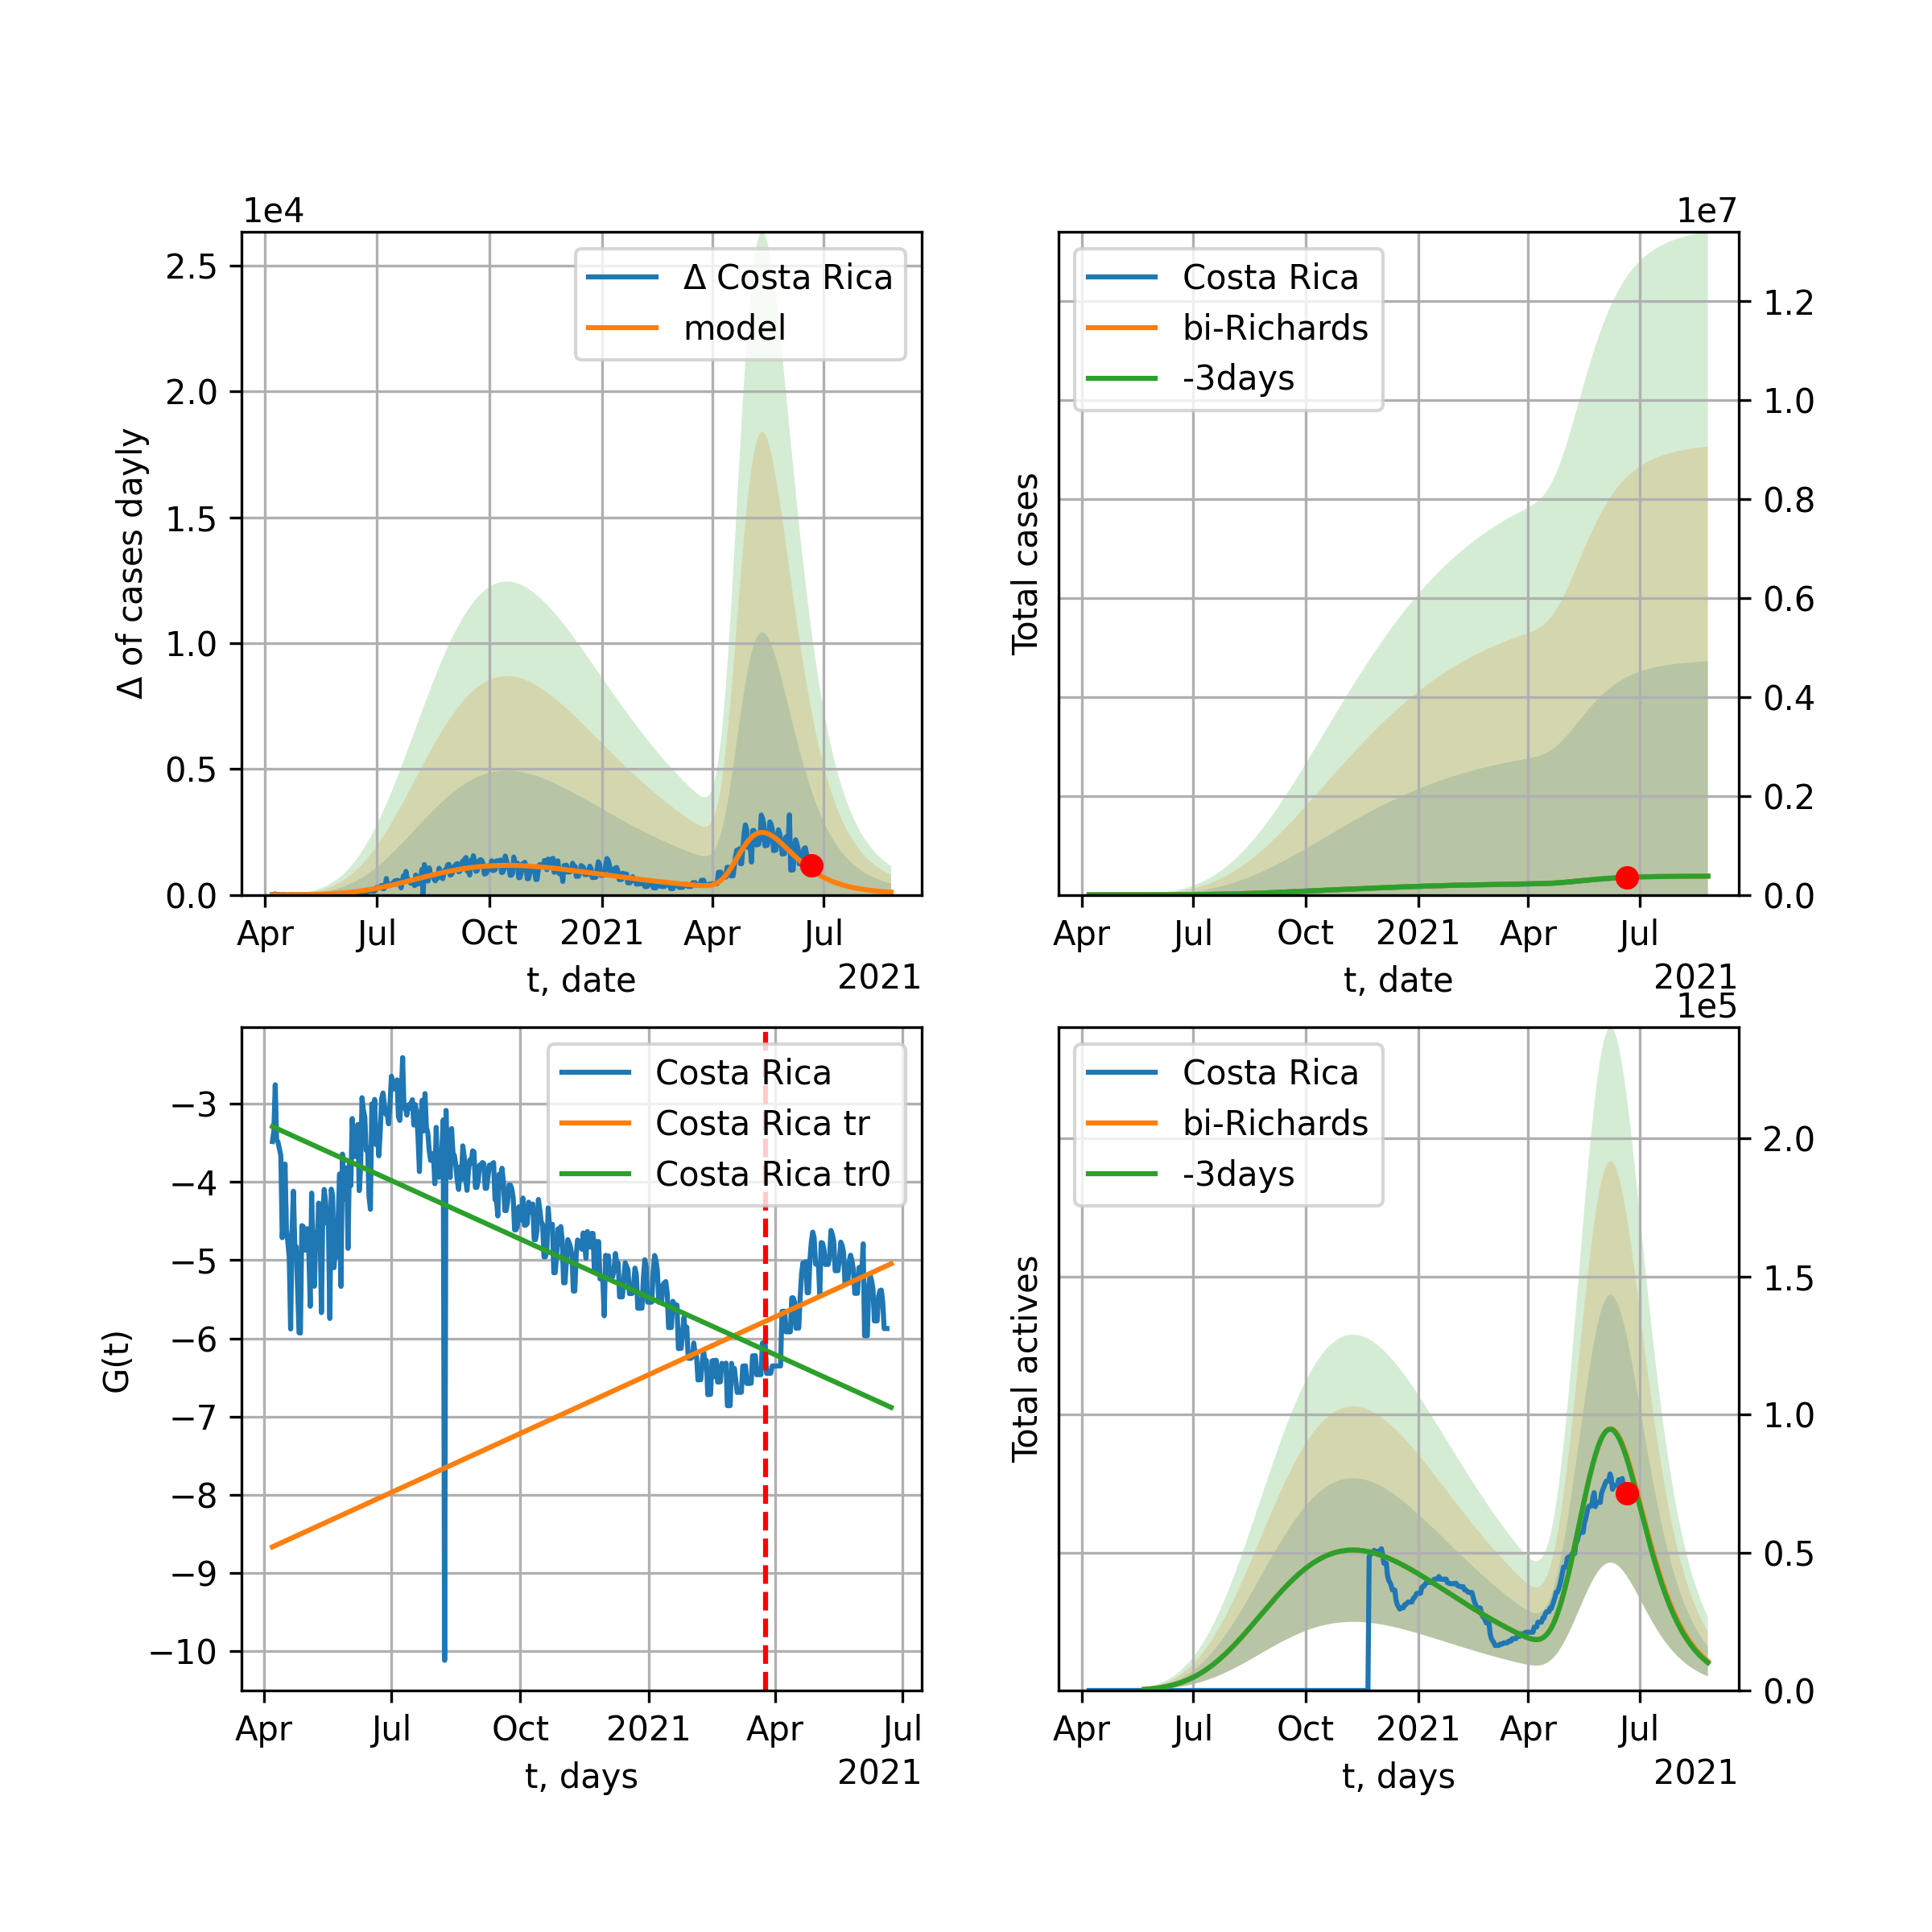 1e4
2.5
2.0
1.5
1.0
0.5
0.0
Δ of cases dayly
Δ Costa Rica
model
Apr Jul Oct 2021 Apr Jul
t, date
2021
1e7
1.2
1.0
0.8
0.6
0.4
0.2
0.0
Total cases
Costa Rica
bi-Richards
-3days
Apr Jul Oct 2021 Apr Jul
t, date
2021
−3
−4
−5
−6
−7
−8
−9
−10
G(t)
Costa Rica
Costa Rica tr
Costa Rica tr0
Apr Jul Oct 2021 Apr Jul
t, days
2021
1e5
2.0
1.5
1.0
0.5
0.0
Total actives
Costa Rica
bi-Richards
-3days
Apr Jul Oct 2021 Apr Jul
t, days
2021